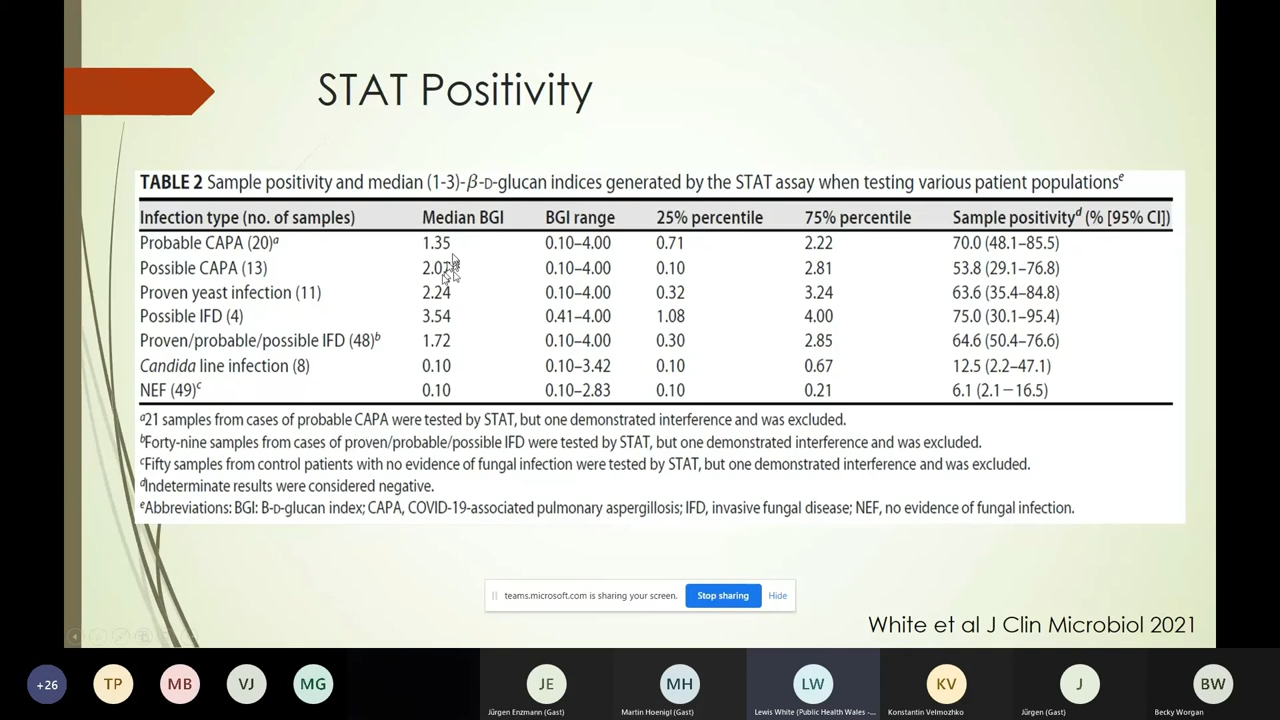 STAT Positivity
TABLE 2 Sample positivity and median (1-3)-β-D-glucan indices generated by the STAT assay when testing various patient populationsᵉ
Infection type (no. of samples) Median BGI BGI range 25% percentile 75% percentile Sample positivityᵈ (% [95% CI])
Probable CAPA (20)ᵃ 1.35 0.10–4.00 0.71 2.22 70.0 (48.1–85.5)
Possible CAPA (13) 0.10–4.00 0.10 2.81 53.8 (29.1–76.8)
Proven yeast infection (11) 2.24 0.10–4.00 0.32 3.24 63.6 (35.4–84.8)
Possible IFD (4) 3.54 0.41–4.00 1.08 4.00 75.0 (30.1–95.4)
Proven/probable/possible IFD (48)ᵇ 1.72 0.10–4.00 0.30 2.85 64.6 (50.4–76.6)
Candida line infection (8) 0.10 0.10–3.42 0.10 0.67 12.5 (2.2–47.1)
NEF (49)ᶜ 0.10 0.10–2.83 0.10 0.21 6.1 (2.1–16.5)
ᵃ21 samples from cases of probable CAPA were tested by STAT, but one demonstrated interference and was excluded.
ᵇForty-nine samples from cases of proven/probable/possible IFD were tested by STAT, but one demonstrated interference and was excluded.
ᶜFifty samples from control patients with no evidence of fungal infection were tested by STAT, but one demonstrated interference and was excluded.
ᵈIndeterminate results were considered negative.
ᵉAbbreviations: BGI: B-D-glucan index; CAPA, COVID-19-associated pulmonary aspergillosis; IFD, invasive fungal disease; NEF, no evidence of fungal infection.
teams.microsoft.com is sharing your screen. Stop sharing Hide
White et al J Clin Microbiol 2021
+26 TP MB VJ MG JE MH LW KV J BW
Jürgen Enzmann (Gast) Martin Hoenigl (Gast) Lewis White (Public Health Wales -... Konstantin Velmozhko Jürgen (Gast) Becky Worgan